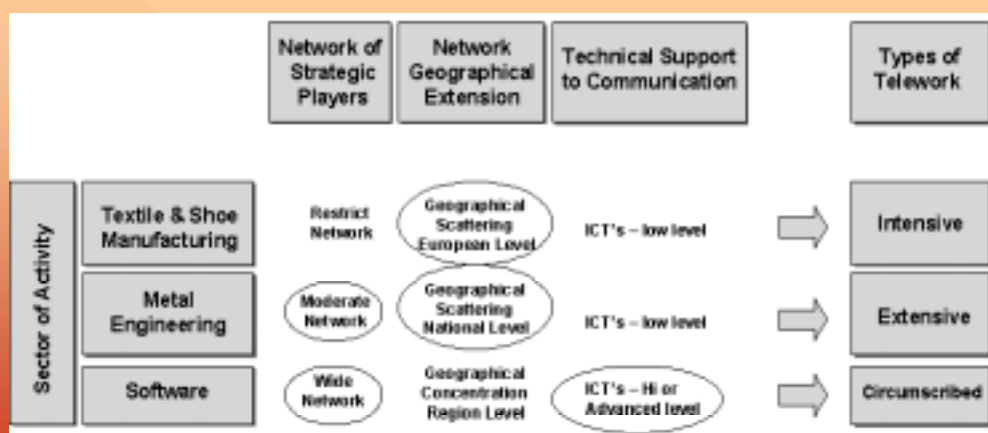 Network of
Strategic
Players
Network
Geographical
Extension
Technical Support
to Communication
Types of
Telework
Sector of Activity
Textile & Shoe
Manufacturing
Restrict
Network
Geographical
Scattering
European Level
ICT's – low level
Intensive
Metal
Engineering
Moderate
Network
Geographical
Scattering
National Level
ICT's – low level
Extensive
Software
Wide
Network
Geographical
Concentration
Region Level
ICT's – Hi or
Advanced level
Circumscribed